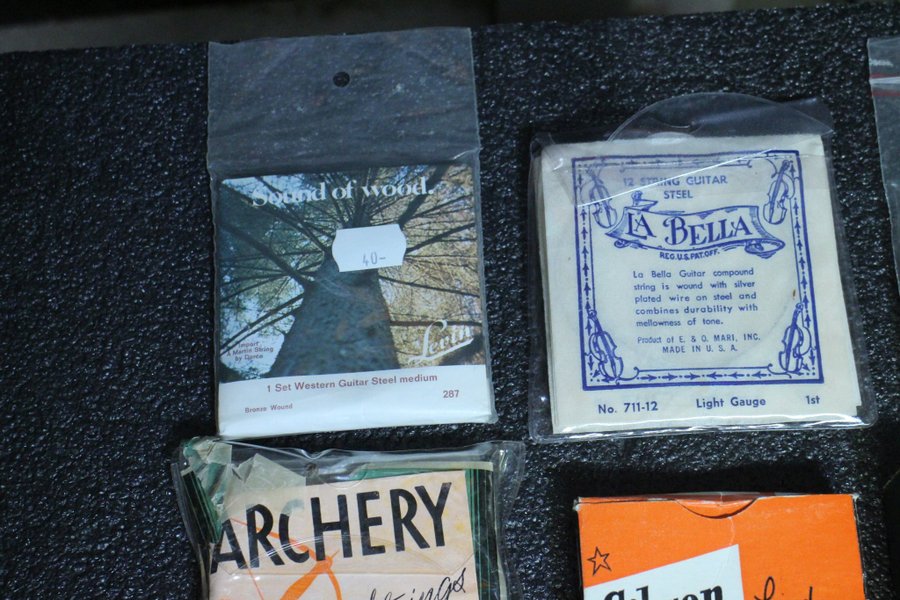 Sound of wood.
40-
Import
A Martin String
by Darco
Levin
1 Set Western Guitar Steel medium
287
Bronze Wound
12 STRING GUITAR
STEEL
LA BELLA
REG.U.S.PAT.OFF.
La Bella Guitar compound
string is wound with silver
plated wire on steel and
combines durability with
mellowness of tone.
Product of E. & O. MARI, INC.
MADE IN U. S. A.
No. 711-12 Light Gauge 1st
ARCHERY